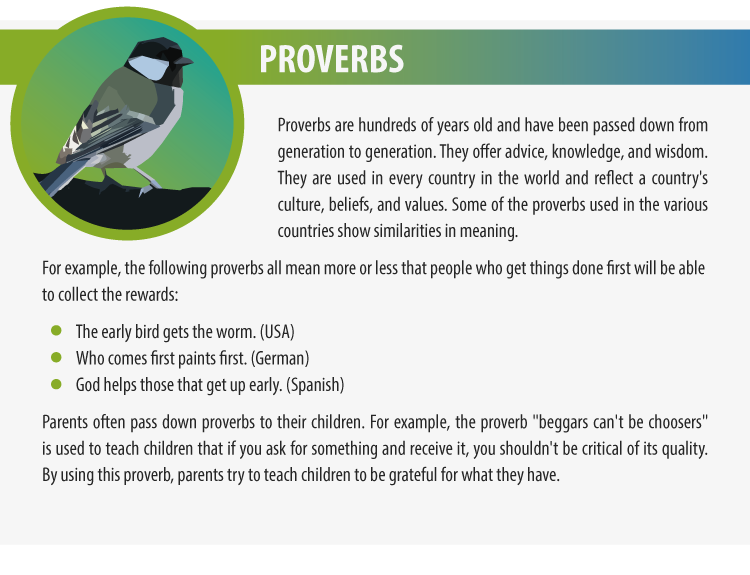 PROVERBS
Proverbs are hundreds of years old and have been passed down from
generation to generation. They offer advice, knowledge, and wisdom.
They are used in every country in the world and reflect a country's
culture, beliefs, and values. Some of the proverbs used in the various
countries show similarities in meaning.
For example, the following proverbs all mean more or less that people who get things done first will be able
to collect the rewards:
The early bird gets the worm. (USA)
Who comes first paints first. (German)
God helps those that get up early. (Spanish)
Parents often pass down proverbs to their children. For example, the proverb "beggars can't be choosers"
is used to teach children that if you ask for something and receive it, you shouldn't be critical of its quality.
By using this proverb, parents try to teach children to be grateful for what they have.